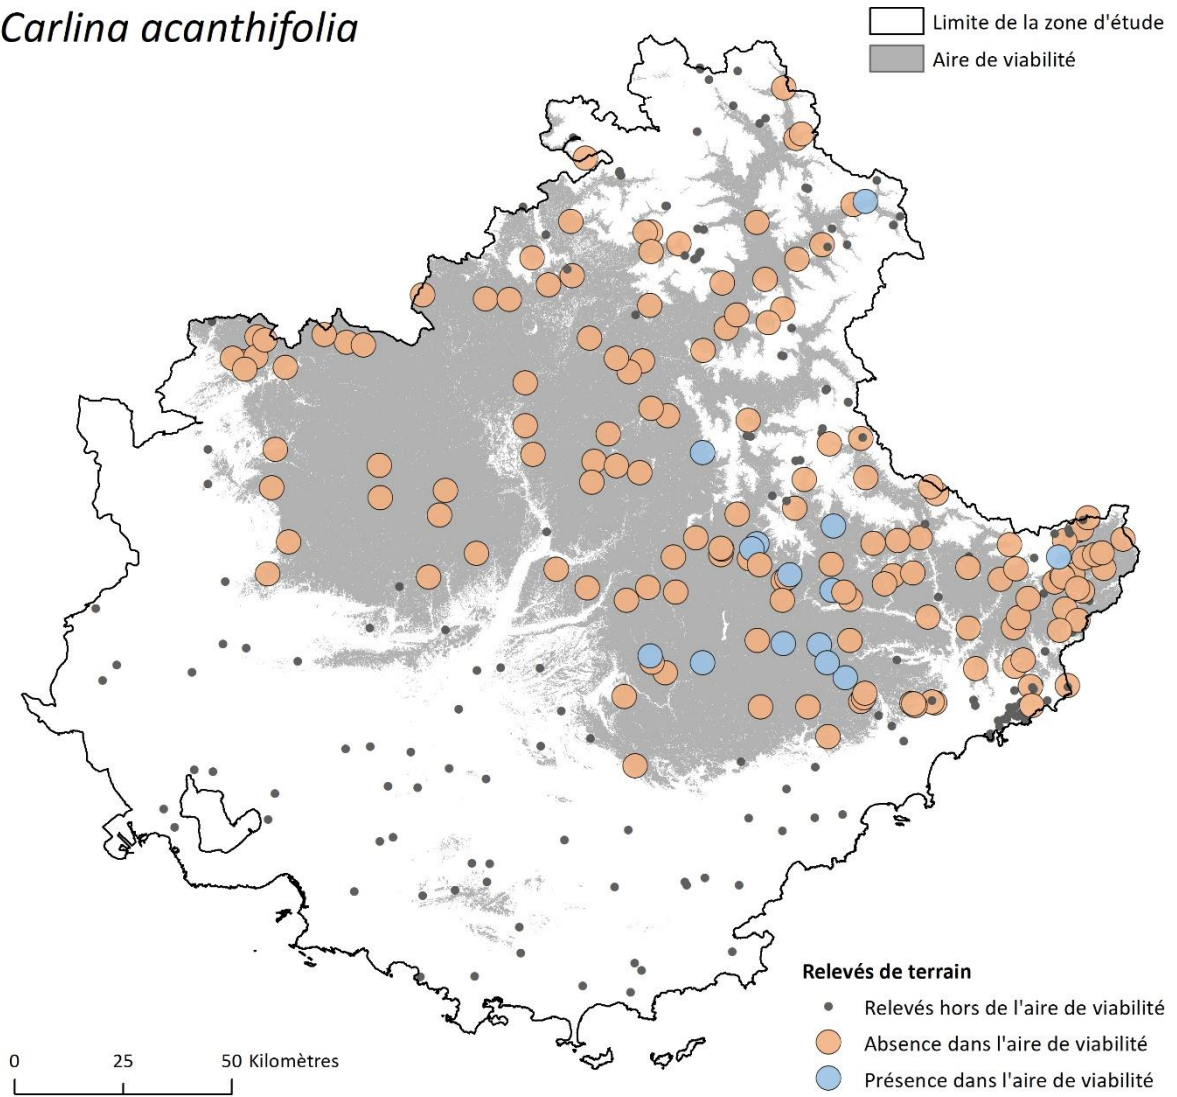 Carlina acanthifolia
Limite de la zone d'étude
Aire de viabilité
Relevés de terrain
Relevés hors de l'aire de viabilité
Absence dans l'aire de viabilité
Présence dans l'aire de viabilité
0 25 50 Kilomètres